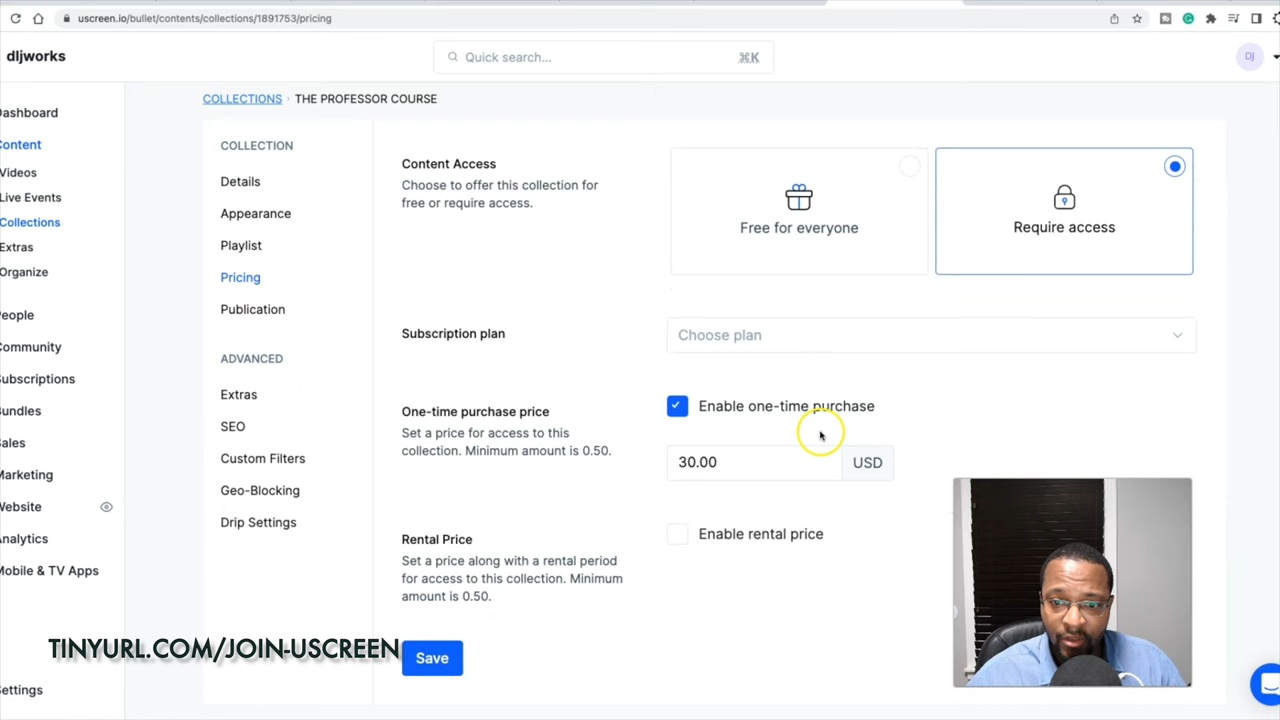 uscreen.io/bullet/contents/collections/1891753/pricing
dljworks
Quick search...
⌘K
DJ
Dashboard
Content
Videos
Live Events
Collections
Extras
Organize
People
Community
Subscriptions
Bundles
Sales
Marketing
Website
Analytics
Mobile & TV Apps
Settings
COLLECTIONS › THE PROFESSOR COURSE
COLLECTION
Details
Appearance
Playlist
Pricing
Publication
ADVANCED
Extras
SEO
Custom Filters
Geo-Blocking
Drip Settings
Content Access
Choose to offer this collection for
free or require access.
Free for everyone
Require access
Subscription plan
Choose plan
One-time purchase price
Set a price for access to this
collection. Minimum amount is 0.50.
Enable one-time purchase
30.00 USD
Rental Price
Set a price along with a rental period
for access to this collection. Minimum
amount is 0.50.
Enable rental price
Save
TINYURL.COM/JOIN-USCREEN